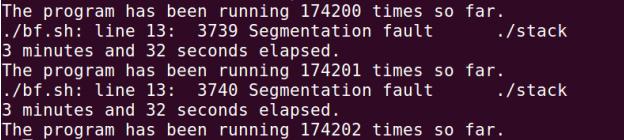 The program has been running 174200 times so far.
./bf.sh: line 13:  3739 Segmentation fault      ./stack
3 minutes and 32 seconds elapsed.
The program has been running 174201 times so far.
./bf.sh: line 13:  3740 Segmentation fault      ./stack
3 minutes and 32 seconds elapsed.
The program has been running 174202 times so far.